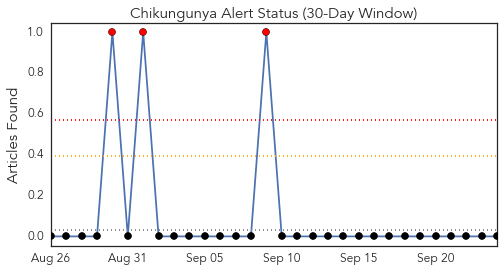 Chikungunya Alert Status (30-Day Window)
Articles Found
1.0
0.8
0.6
0.4
0.2
0.0
Aug 26 Aug 31 Sep 05 Sep 10 Sep 15 Sep 20